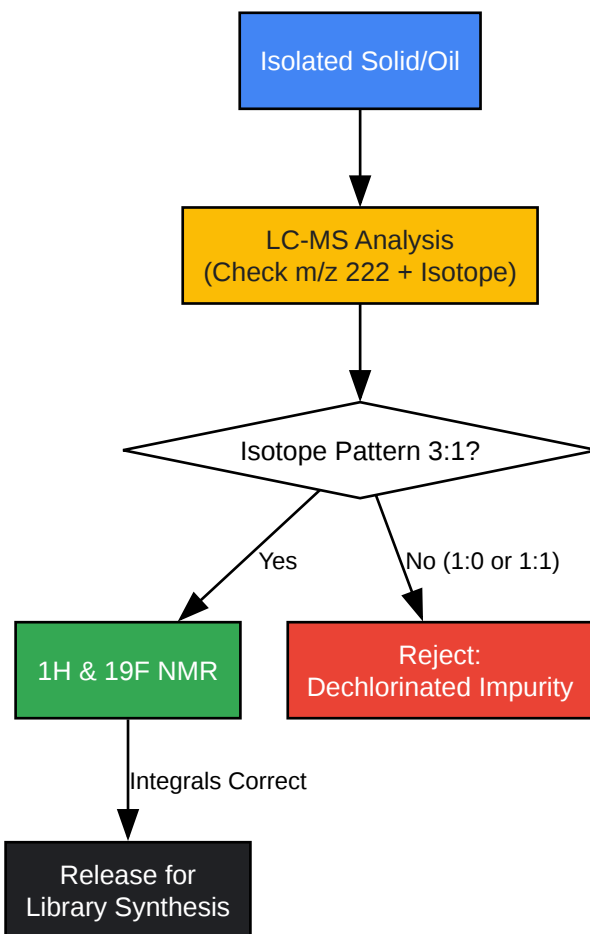 Isolated Solid/Oil
LC-MS Analysis
(Check m/z 222 + Isotope)
Isotope Pattern 3:1?
Yes
No (1:0 or 1:1)
1H & 19F NMR
Reject:
Dechlorinated Impurity
Integrals Correct
Release for
Library Synthesis